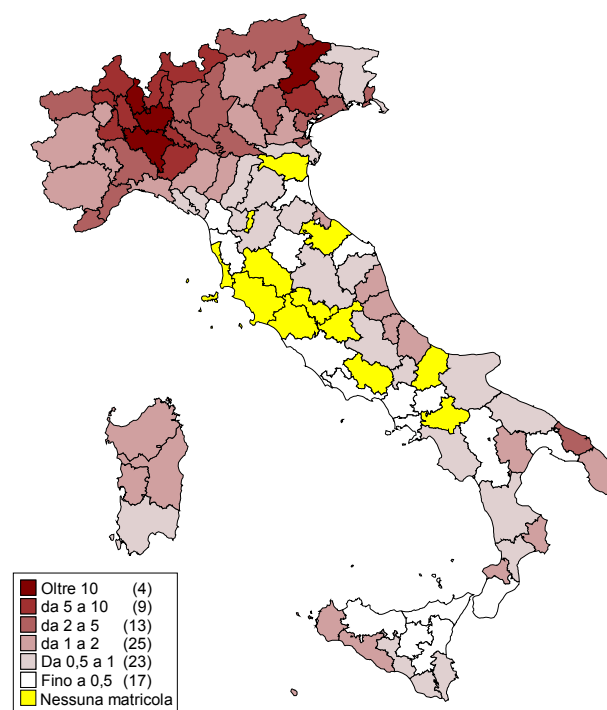 Oltre 10 (4)
da 5 a 10 (9)
da 2 a 5 (13)
da 1 a 2 (25)
Da 0,5 a 1 (23)
Fino a 0,5 (17)
Nessuna matricola